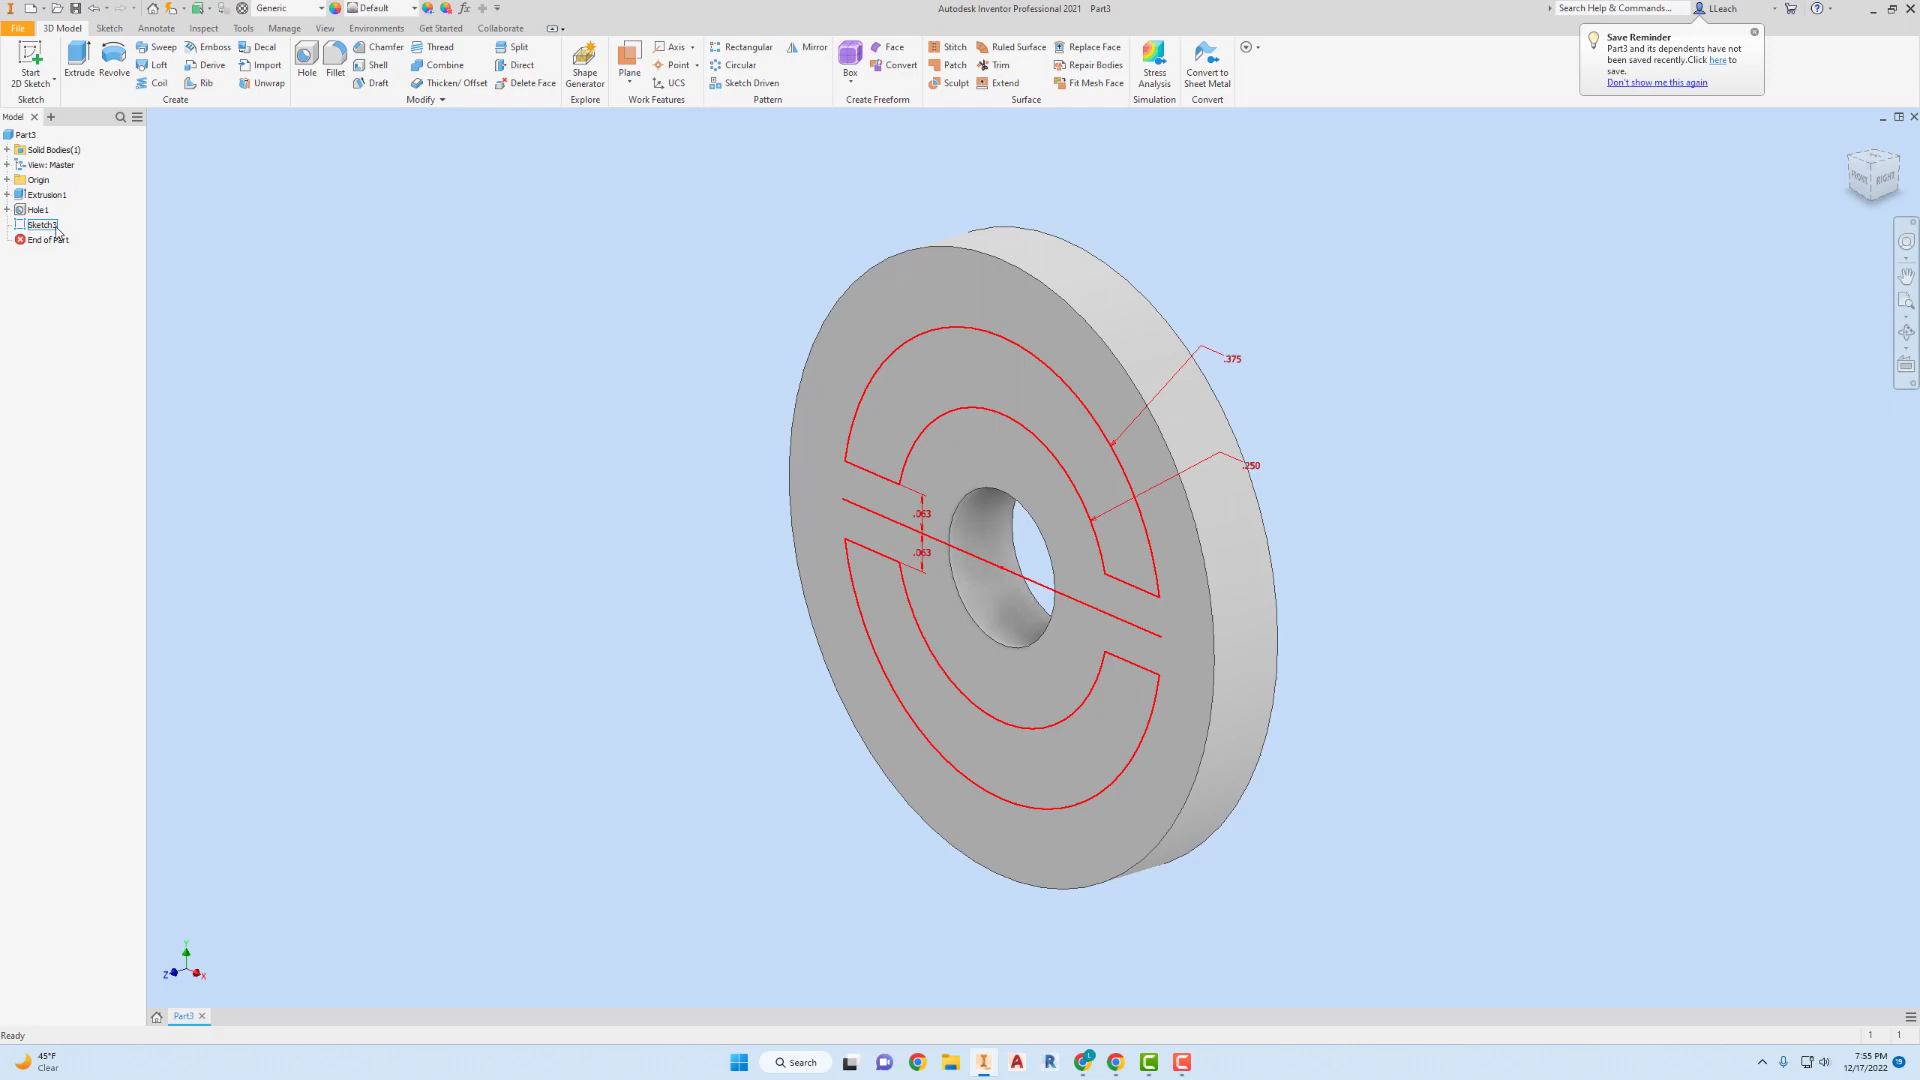 Generic
Default
Autodesk Inventor Professional 2021 Part3
Search Help & Commands...
LLeach
File
3D Model
Sketch
Annotate
Inspect
Tools
Manage
View
Environments
Get Started
Collaborate
Start
2D Sketch
Sketch
Extrude
Revolve
Sweep
Loft
Coil
Emboss
Derive
Rib
Decal
Import
Unwrap
Create
Hole
Fillet
Chamfer
Shell
Draft
Thread
Combine
Thicken/ Offset
Split
Direct
Delete Face
Modify
Shape
Generator
Explore
Plane
Axis
Point
UCS
Work Features
Rectangular
Circular
Sketch Driven
Mirror
Pattern
Box
Face
Convert
Create Freeform
Stitch
Patch
Sculpt
Ruled Surface
Trim
Extend
Replace Face
Repair Bodies
Fit Mesh Face
Surface
Stress
Analysis
Simulation
Convert to
Sheet Metal
Convert
Save Reminder
Part3 and its dependents have not
been saved recently.Click here to
save.
Don't show me this again
Model
Part3
Solid Bodies(1)
View: Master
Origin
Extrusion1
Hole1
Sketch3
End of Part
FRONT
RIGHT
.375
.250
.063
.063
Y
Z
X
Part3
Ready
1
1
45°F
Clear
Search
7:55 PM
12/17/2022
19